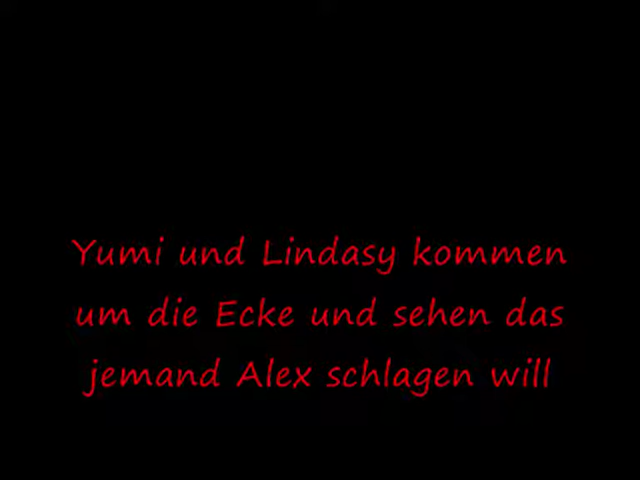 Yumi und Lindasy kommen
um die Ecke und sehen das
jemand Alex schlagen will